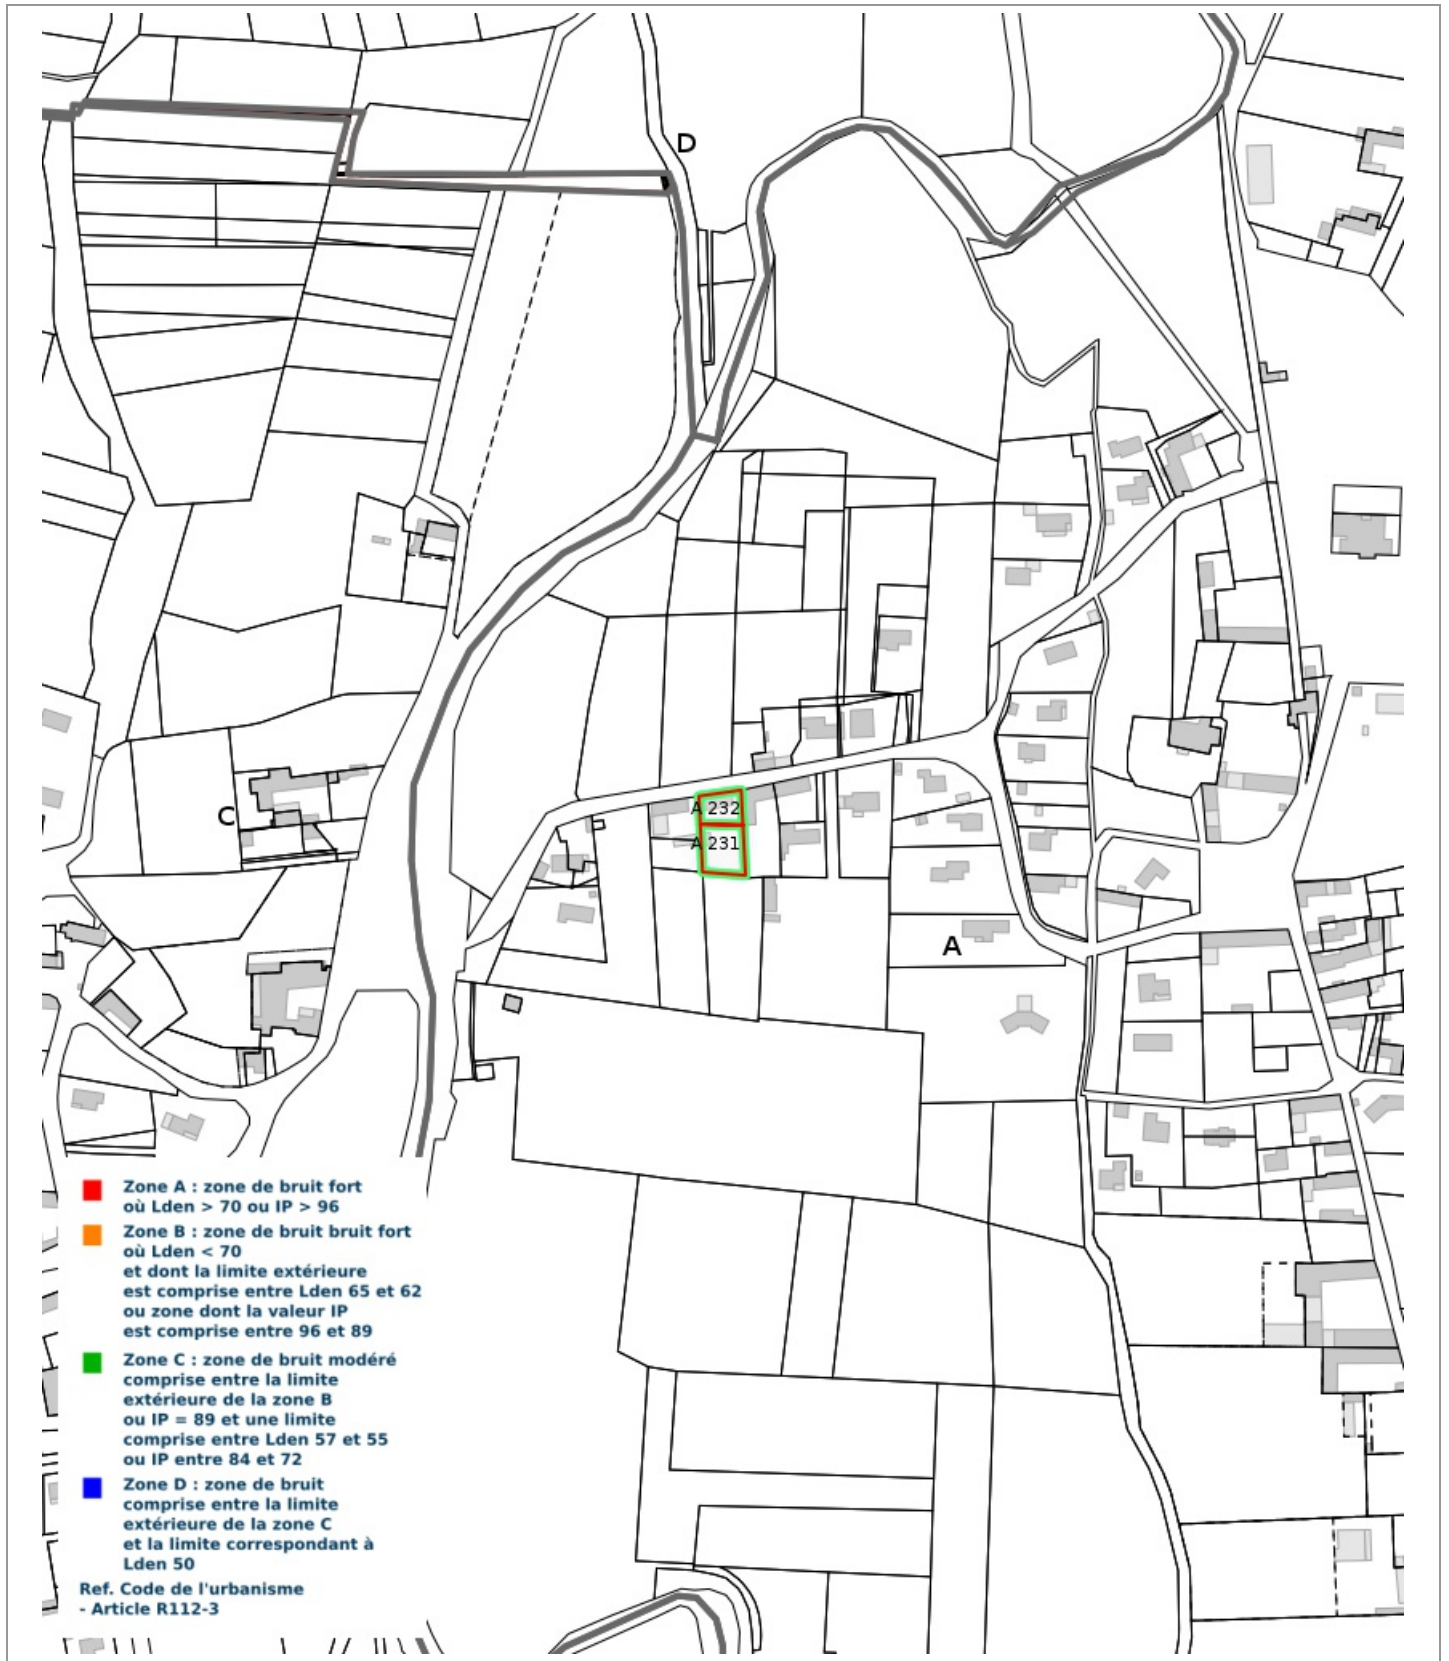 D
C
A 232
A 231
A
Zone A : zone de bruit fort
où Lden > 70 ou IP > 96
Zone B : zone de bruit bruit fort
où Lden < 70
et dont la limite extérieure
est comprise entre Lden 65 et 62
ou zone dont la valeur IP
est comprise entre 96 et 89
Zone C : zone de bruit modéré
comprise entre la limite
extérieure de la zone B
ou IP = 89 et une limite
comprise entre Lden 57 et 55
ou IP entre 84 et 72
Zone D : zone de bruit
comprise entre la limite
extérieure de la zone C
et la limite correspondant à
Lden 50
Ref. Code de l'urbanisme
- Article R112-3